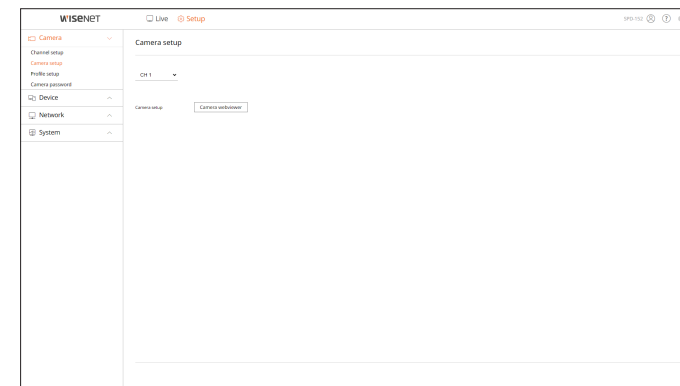 WISENET
Live Setup
SPD-152
Camera
Channel setup
Camera setup
Profile setup
Camera password
Device
Network
System
Camera setup
CH 1
Camera setup Camera webviewer